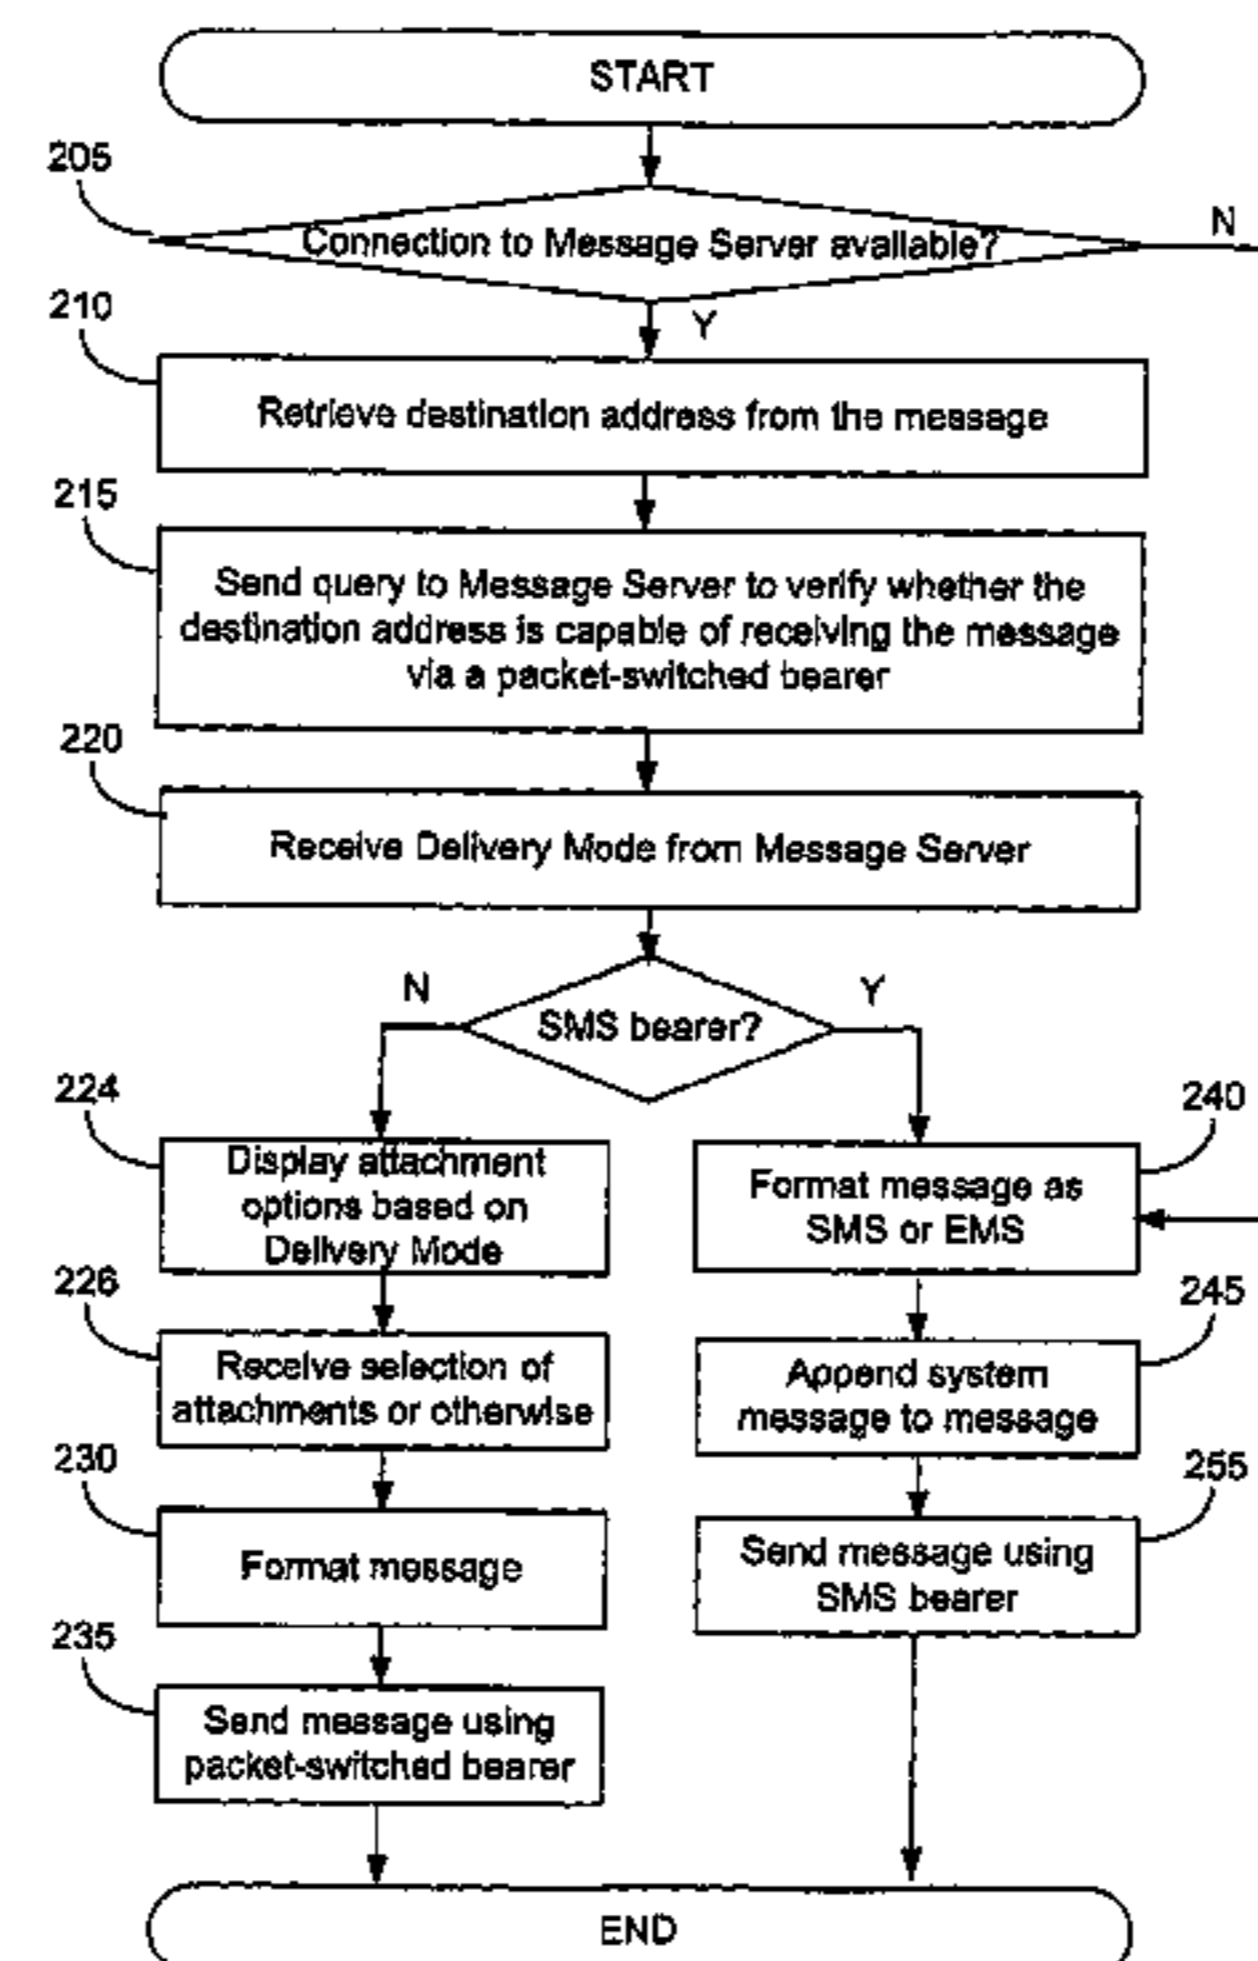 START
205
Connection to Message Server available?
N
Y
210
Retrieve destination address from the message
215
Send query to Message Server to verify whether the
destination address is capable of receiving the message
via a packet-switched bearer
220
Receive Delivery Mode from Message Server
N
SMS bearer?
Y
224
Display attachment
options based on
Delivery Mode
226
Receive selection of
attachments or otherwise
230
Format message
235
Send message using
packet-switched bearer
240
Format message as
SMS or EMS
245
Append system
message to message
255
Send message using
SMS bearer
END